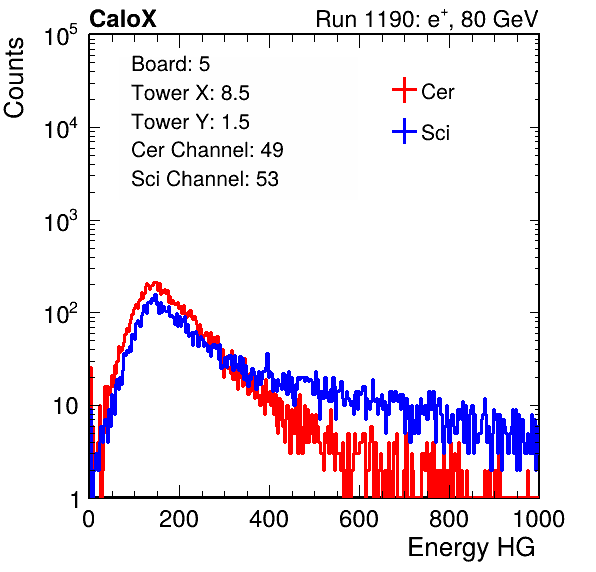 CaloX Run 1190: e⁺, 80 GeV
Counts
10⁵
10⁴
10³
10²
10
1
Board: 5
Tower X: 8.5
Tower Y: 1.5
Cer Channel: 49
Sci Channel: 53
Cer
Sci
0 200 400 600 800 1000
Energy HG